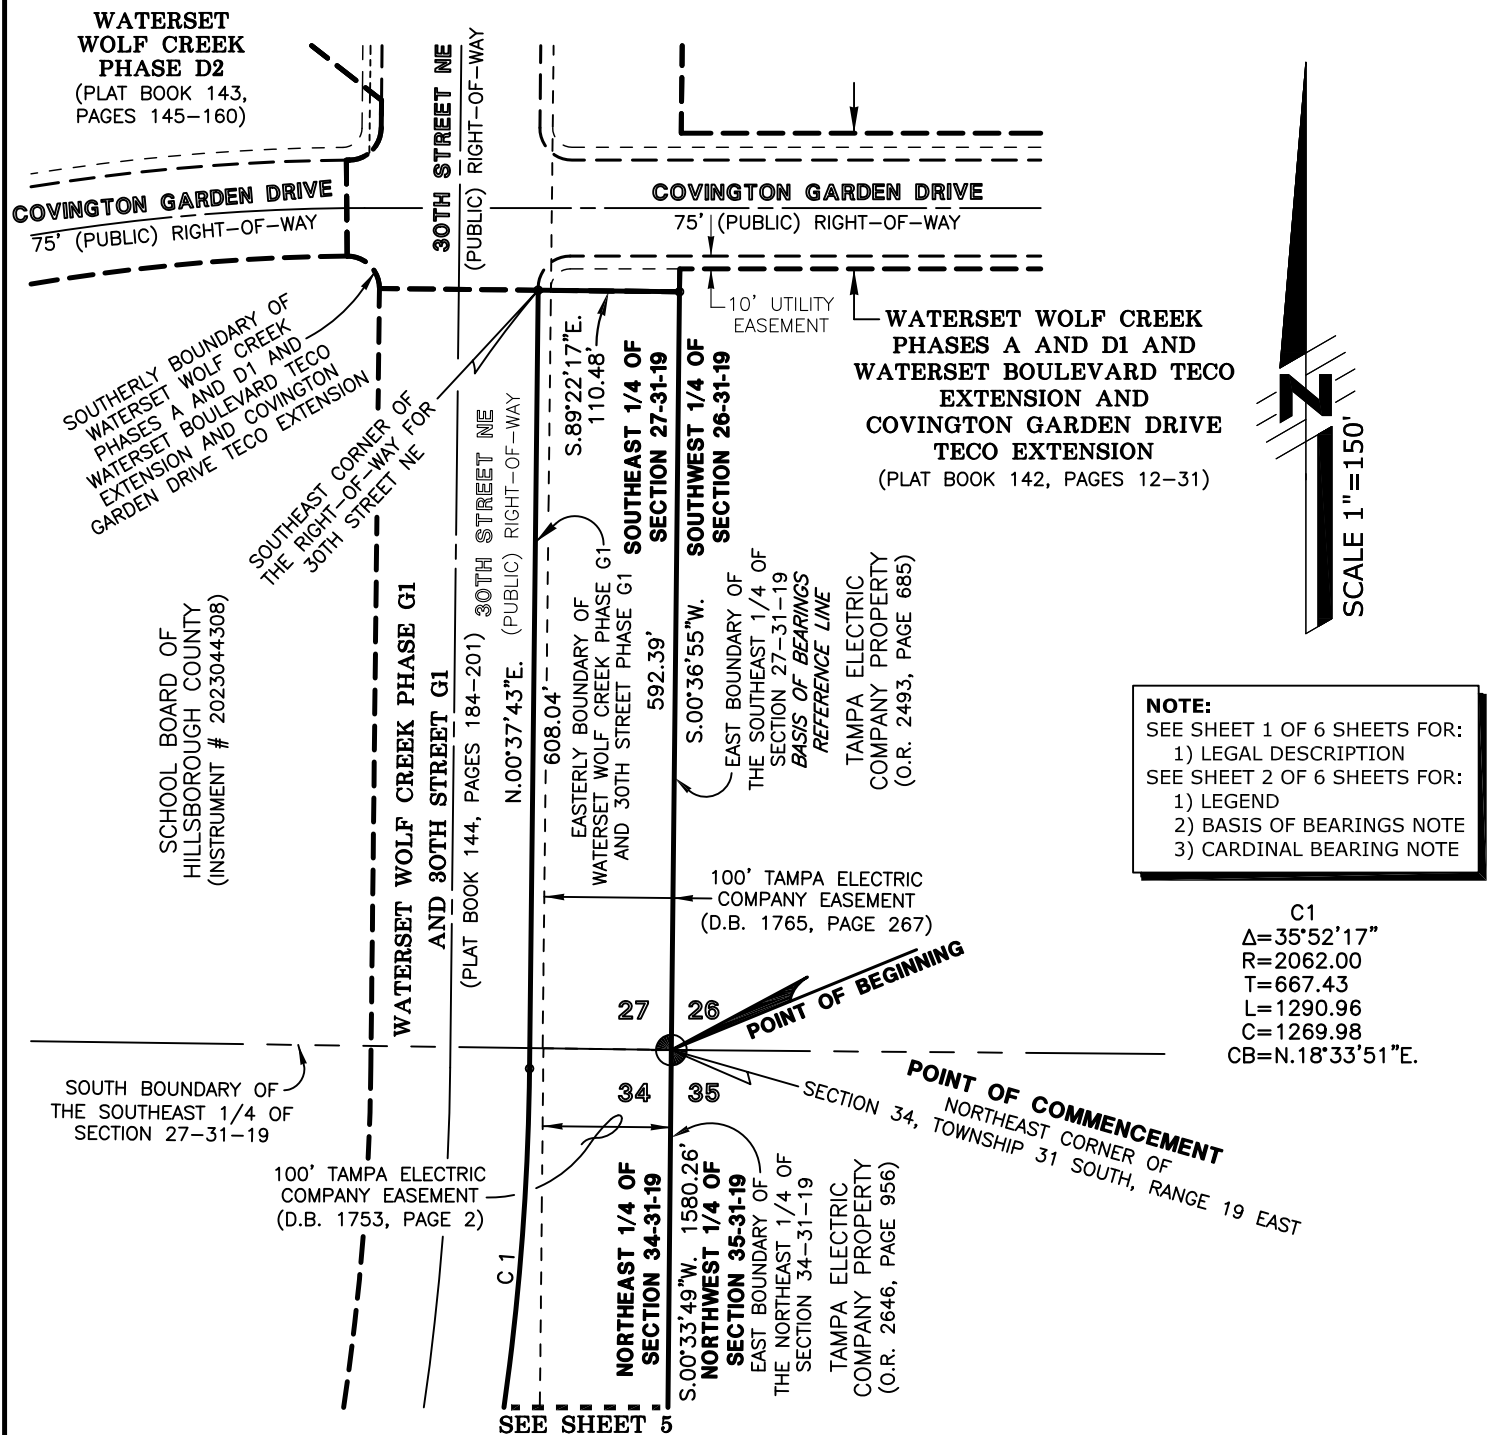 WATERSET
WOLF CREEK
PHASE D2
(PLAT BOOK 143,
PAGES 145-160)
30TH STREET NE
(PUBLIC) RIGHT-OF-WAY
COVINGTON GARDEN DRIVE
75' (PUBLIC) RIGHT-OF-WAY
COVINGTON GARDEN DRIVE
75' (PUBLIC) RIGHT-OF-WAY
10' UTILITY
EASEMENT
WATERSET WOLF CREEK
PHASES A AND D1 AND
WATERSET BOULEVARD TECO
EXTENSION AND
COVINGTON GARDEN DRIVE
TECO EXTENSION
(PLAT BOOK 142, PAGES 12-31)
N
SCALE 1"=150'
SOUTHERLY BOUNDARY OF
WATERSET WOLF CREEK
PHASES A AND D1 AND
WATERSET BOULEVARD TECO
EXTENSION AND COVINGTON
GARDEN DRIVE TECO EXTENSION
SOUTHEAST CORNER OF
THE RIGHT-OF-WAY FOR
30TH STREET NE
S.89°22'17"E.
110.48'
SOUTHEAST 1/4 OF
SECTION 27-31-19
SOUTHWEST 1/4 OF
SECTION 26-31-19
30TH STREET NE
(PUBLIC) RIGHT-OF-WAY
SCHOOL BOARD OF
HILLSBOROUGH COUNTY
(INSTRUMENT # 2023044308)
WATERSET WOLF CREEK PHASE G1
AND 30TH STREET G1
(PLAT BOOK 144, PAGES 184-201)
N.00°37'43"E.
608.04'
EASTERLY BOUNDARY OF
WATERSET WOLF CREEK PHASE G1
AND 30TH STREET PHASE G1
592.39'
S.00°36'55"W.
EAST BOUNDARY OF
THE SOUTHEAST 1/4 OF
SECTION 27-31-19
BASIS OF BEARINGS
REFERENCE LINE
TAMPA ELECTRIC
COMPANY PROPERTY
(O.R. 2493, PAGE 685)
NOTE:
SEE SHEET 1 OF 6 SHEETS FOR:
1) LEGAL DESCRIPTION
SEE SHEET 2 OF 6 SHEETS FOR:
1) LEGEND
2) BASIS OF BEARINGS NOTE
3) CARDINAL BEARING NOTE
100' TAMPA ELECTRIC
COMPANY EASEMENT
(D.B. 1765, PAGE 267)
C1
Δ=35°52'17"
R=2062.00
T=667.43
L=1290.96
C=1269.98
CB=N.18°33'51"E.
POINT OF BEGINNING
27
26
34
35
SOUTH BOUNDARY OF
THE SOUTHEAST 1/4 OF
SECTION 27-31-19
POINT OF COMMENCEMENT
NORTHEAST CORNER OF
SECTION 34, TOWNSHIP 31 SOUTH, RANGE 19 EAST
100' TAMPA ELECTRIC
COMPANY EASEMENT
(D.B. 1753, PAGE 2)
C1
NORTHEAST 1/4 OF
SECTION 34-31-19
S.00°33'49"W. 1580.26'
NORTHWEST 1/4 OF
SECTION 35-31-19
EAST BOUNDARY OF
THE NORTHEAST 1/4 OF
SECTION 34-31-19
TAMPA ELECTRIC
COMPANY PROPERTY
(O.R. 2646, PAGE 956)
SEE SHEET 5